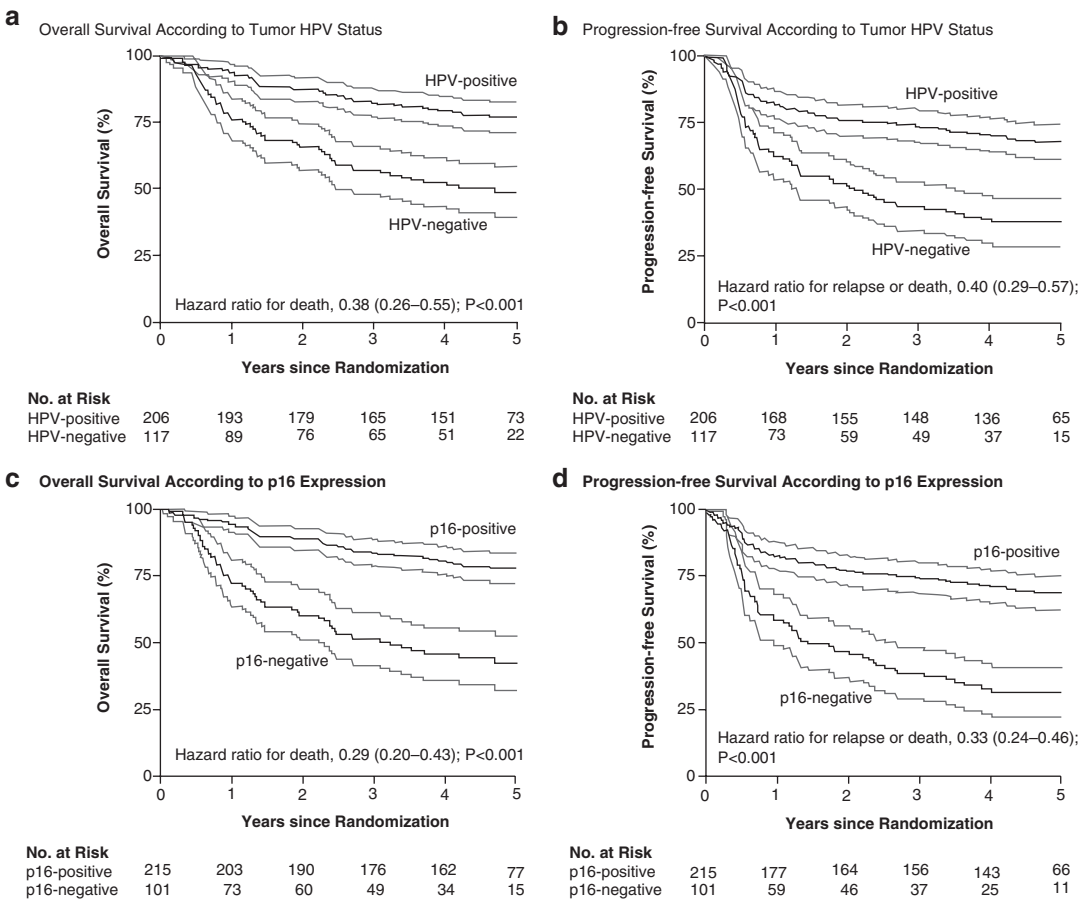 a Overall Survival According to Tumor HPV Status
100
75
50
25
0
Overall Survival (%)
HPV-positive
HPV-negative
Hazard ratio for death, 0.38 (0.26–0.55); P<0.001
0 1 2 3 4 5
Years since Randomization
No. at Risk
HPV-positive 206 193 179 165 151 73
HPV-negative 117 89 76 65 51 22
b Progression-free Survival According to Tumor HPV Status
100
75
50
25
0
Progression-free Survival (%)
HPV-positive
HPV-negative
Hazard ratio for relapse or death, 0.40 (0.29–0.57);
P<0.001
0 1 2 3 4 5
Years since Randomization
No. at Risk
HPV-positive 206 168 155 148 136 65
HPV-negative 117 73 59 49 37 15
c Overall Survival According to p16 Expression
100
75
50
25
0
Overall Survival (%)
p16-positive
p16-negative
Hazard ratio for death, 0.29 (0.20–0.43); P<0.001
0 1 2 3 4 5
Years since Randomization
No. at Risk
p16-positive 215 203 190 176 162 77
p16-negative 101 73 60 49 34 15
d Progression-free Survival According to p16 Expression
100
75
50
25
0
Progression-free Survival (%)
p16-positive
p16-negative
Hazard ratio for relapse or death, 0.33 (0.24–0.46);
P<0.001
0 1 2 3 4 5
Years since Randomization
No. at Risk
p16-positive 215 177 164 156 143 66
p16-negative 101 59 46 37 25 11